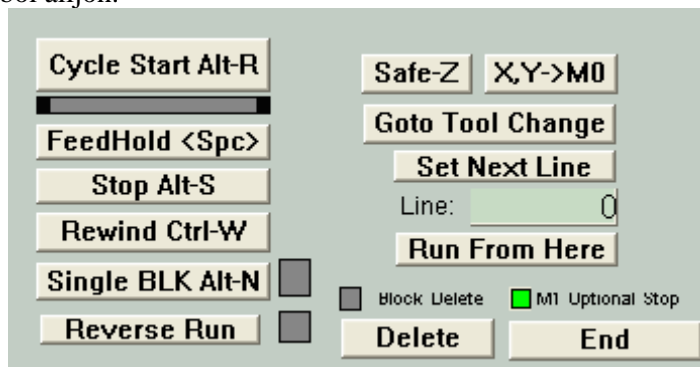 Cycle Start Alt-R
FeedHold <Spc>
Stop Alt-S
Rewind Ctrl-W
Single BLK Alt-N
Reverse Run
Safe-Z X,Y->M0
Goto Tool Change
Set Next Line
Line: 0
Run From Here
Block Delete M1 Optional Stop
Delete End